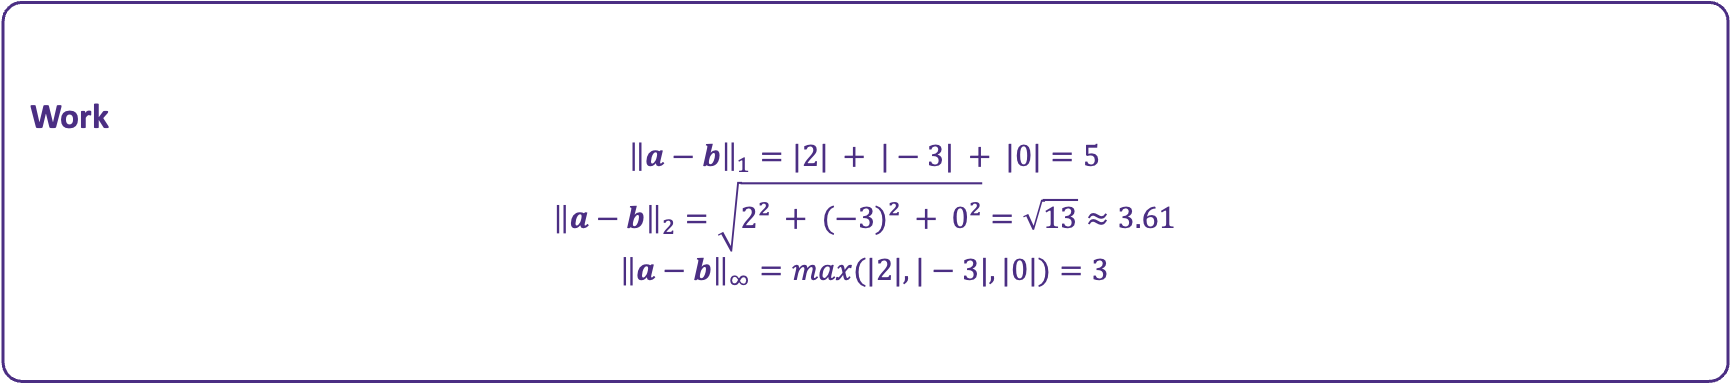 Work
‖a − b‖₁ = |2| + |− 3| + |0| = 5
‖a − b‖₂ = √(2² + (−3)² + 0²) = √13 ≈ 3.61
‖a − b‖∞ = max(|2|, |− 3|, |0|) = 3